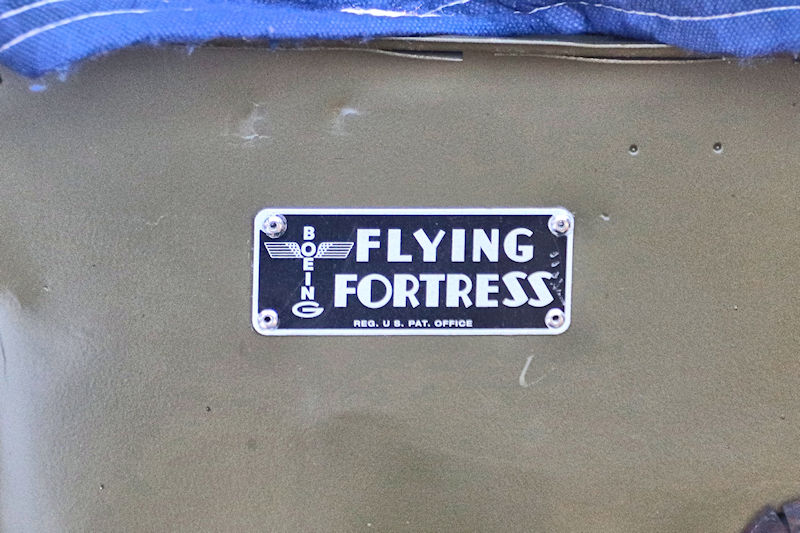 BOEING
FLYING
FORTRESS
REG. U S. PAT. OFFICE